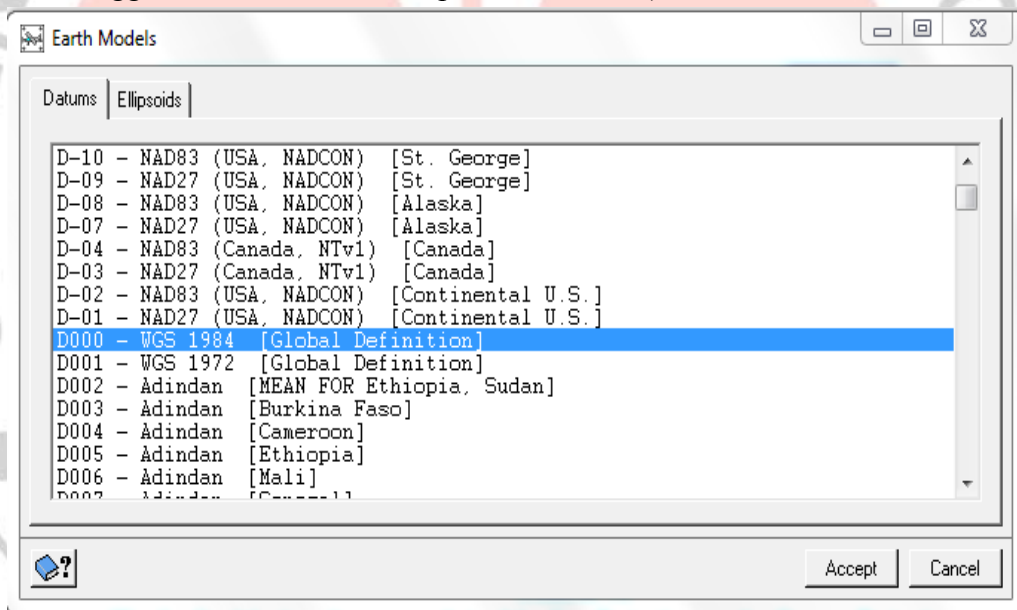 Earth Models
Datums
Ellipsoids
D-10 - NAD83 (USA, NADCON) [St. George]
D-09 - NAD27 (USA, NADCON) [St. George]
D-08 - NAD83 (USA, NADCON) [Alaska]
D-07 - NAD27 (USA, NADCON) [Alaska]
D-04 - NAD83 (Canada, NTv1) [Canada]
D-03 - NAD27 (Canada, NTv1) [Canada]
D-02 - NAD83 (USA, NADCON) [Continental U.S.]
D-01 - NAD27 (USA, NADCON) [Continental U.S.]
D000 - WGS 1984 [Global Definition]
D001 - WGS 1972 [Global Definition]
D002 - Adindan [MEAN FOR Ethiopia, Sudan]
D003 - Adindan [Burkina Faso]
D004 - Adindan [Cameroon]
D005 - Adindan [Ethiopia]
D006 - Adindan [Mali]
?
Accept
Cancel